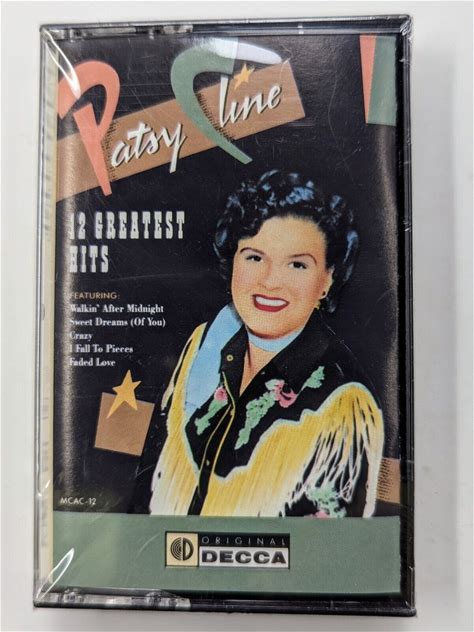 Patsy Cline
12 GREATEST
HITS
FEATURING:
Walkin' After Midnight
Sweet Dreams (Of You)
Crazy
I Fall To Pieces
Faded Love
MCAC-12
ORIGINAL
DECCA